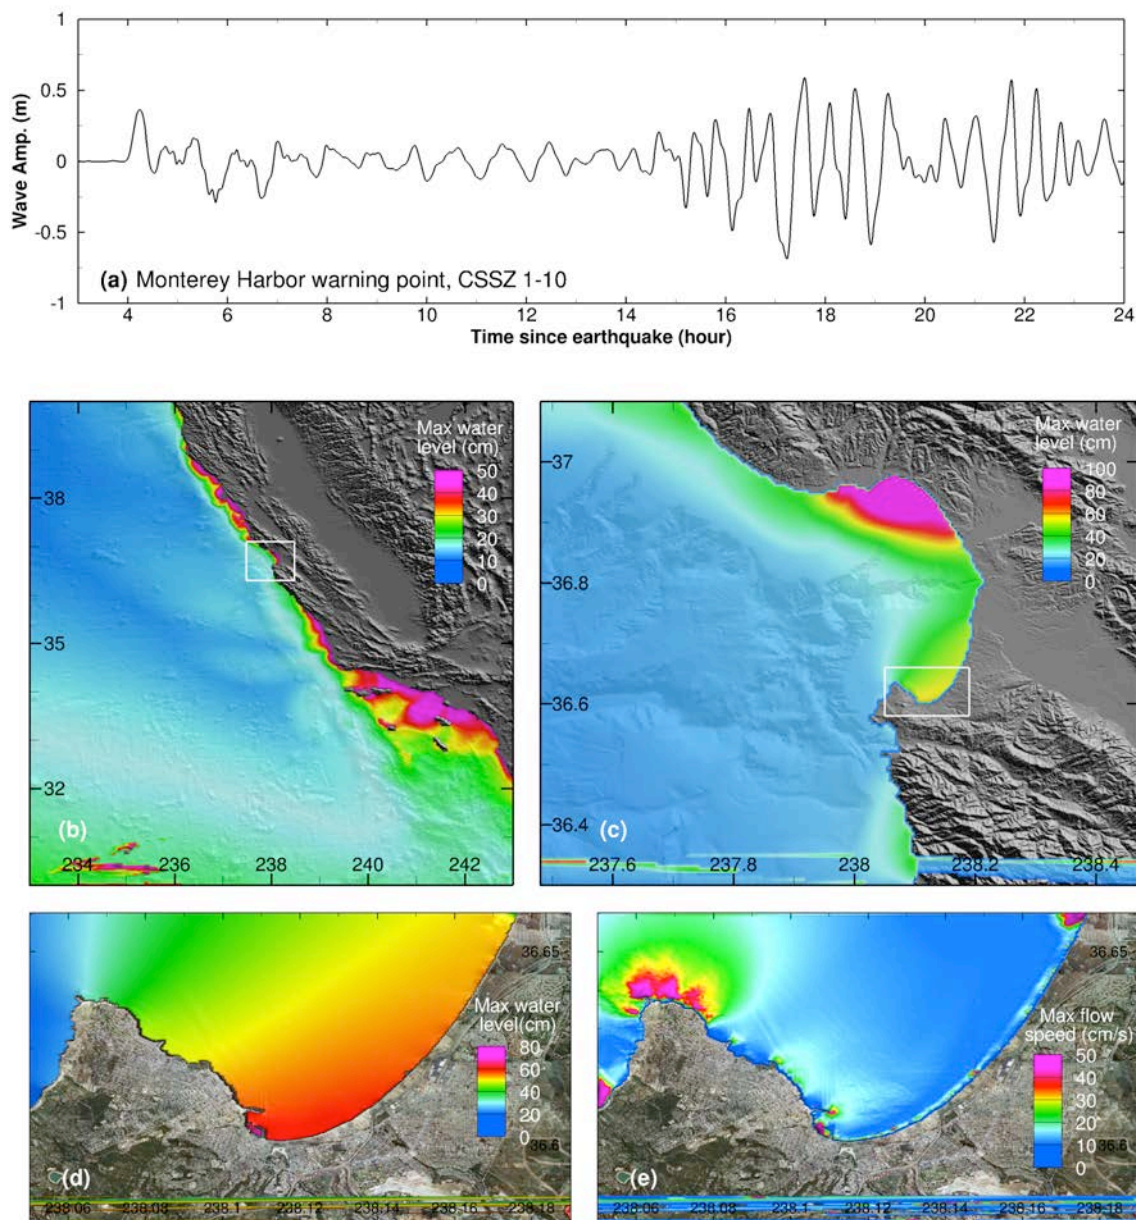 1
0.5
0
-0.5
-1
Wave Amp. (m)
(a) Monterey Harbor warning point, CSSZ 1-10
4 6 8 10 12 14 16 18 20 22 24
Time since earthquake (hour)
Max water
level (cm)
50
40
30
20
10
0
38
35
32
(b)
234 236 238 240 242
Max water
level (cm)
100
80
60
40
20
0
37
36.8
36.6
36.4
(c)
237.6 237.8 238 238.2 238.4
Max water
level(cm)
80
60
40
20
0
36.65
36.6
(d)
238.06 238.08 238.1 238.12 238.14 238.16
Max flow
speed (cm/s)
50
40
30
20
10
0
36.65
36.6
(e)
238.06 238.08 238.1 238.12 238.14 238.16 238.18